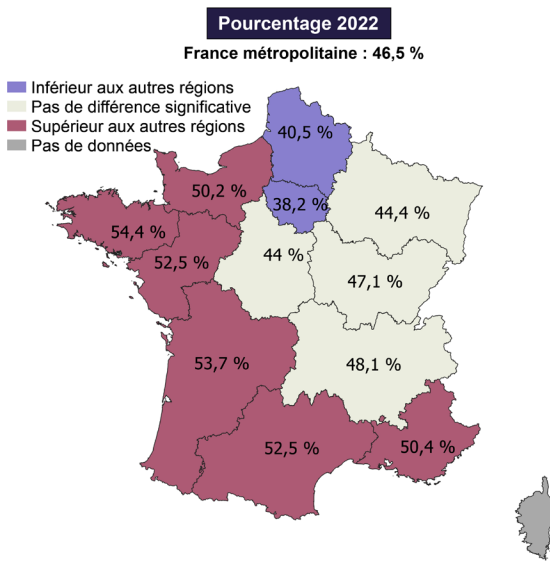 Pourcentage 2022
France métropolitaine : 46,5 %
Inférieur aux autres régions
Pas de différence significative
Supérieur aux autres régions
Pas de données
40,5 %
50,2 %
38,2 %
44,4 %
54,4 %
52,5 %
44 %
47,1 %
53,7 %
48,1 %
52,5 %
50,4 %